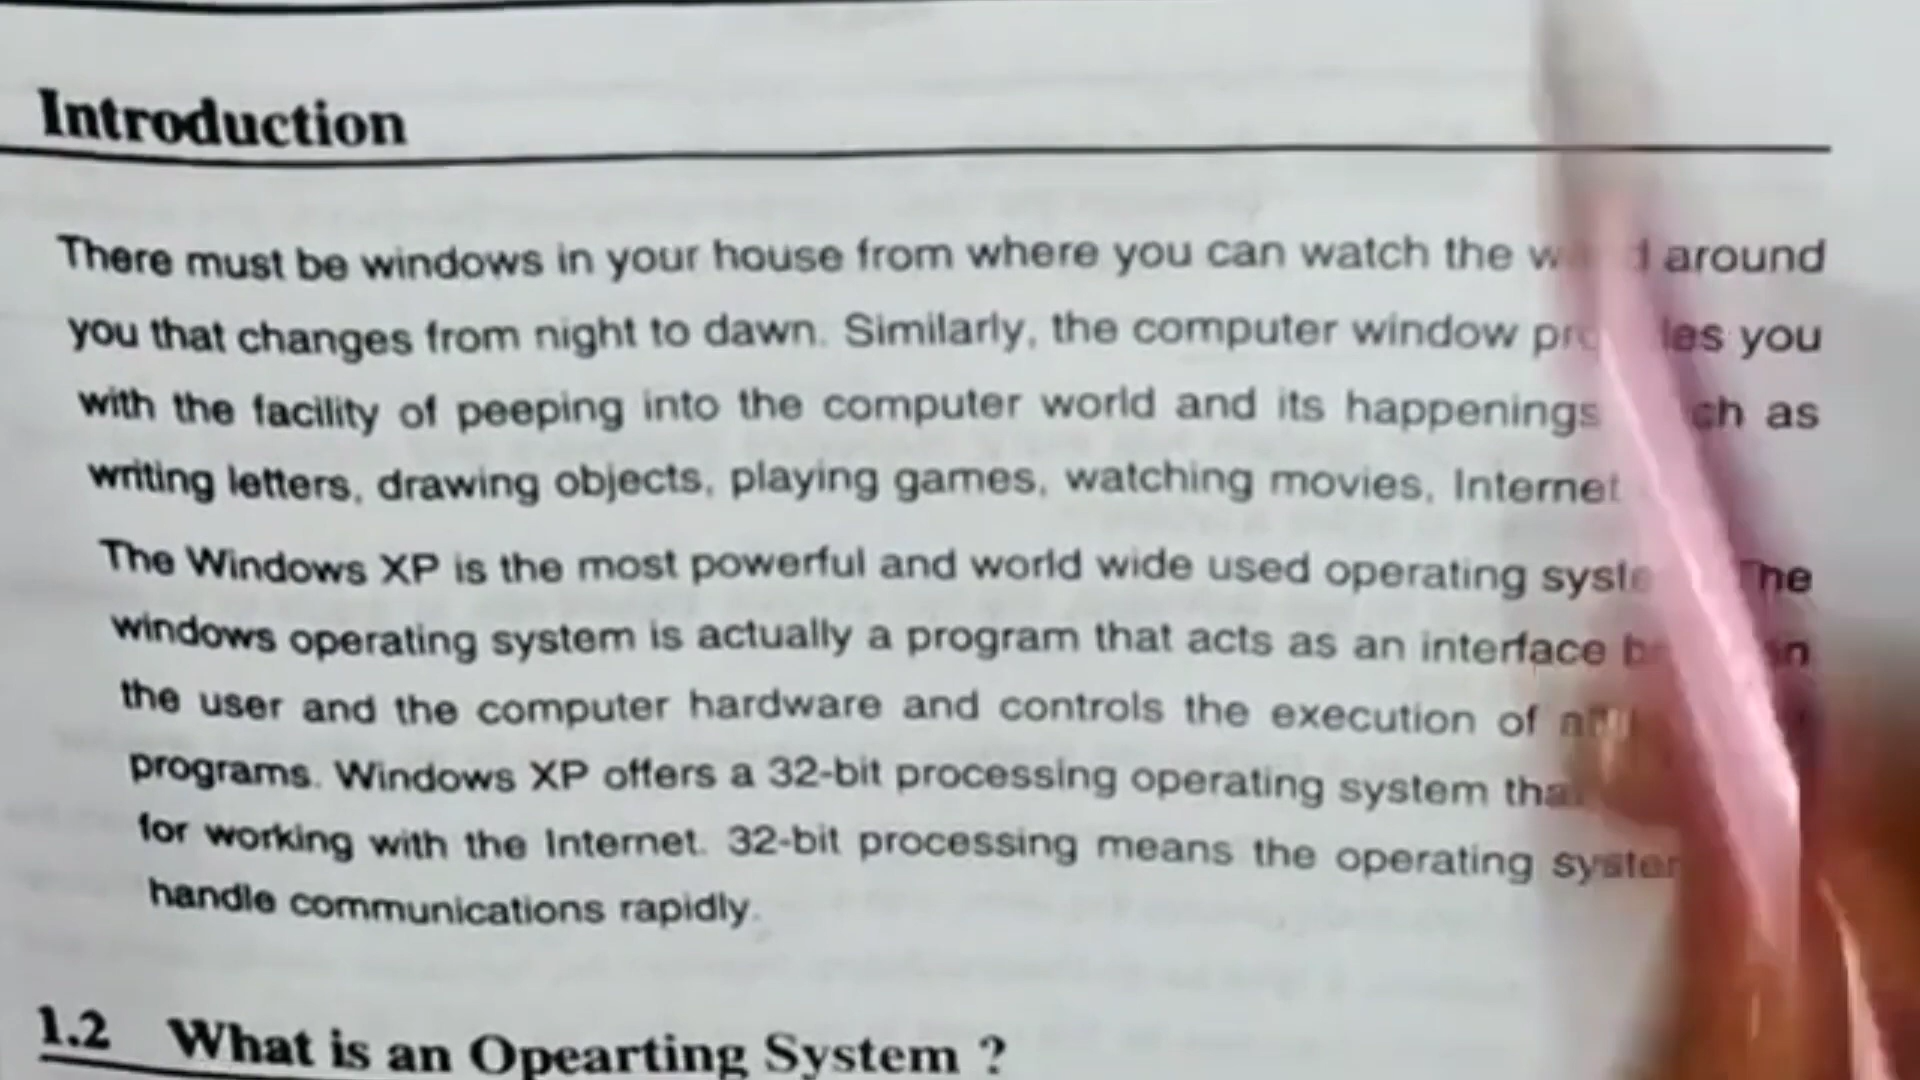 Introduction
There must be windows in your house from where you can watch the around
you that changes from night to dawn. Similarly, the computer window you
with the facility of peeping into the computer world and its happenings as
writing letters, drawing objects, playing games, watching movies, Internet
The Windows XP is the most powerful and world wide used operating
windows operating system is actually a program that acts as an interface
the user and the computer hardware and controls the execution of
programs. Windows XP offers a 32-bit processing operating system
for working with the Internet. 32-bit processing means the operating
handle communications rapidly.
1.2 What is an Opearting System ?